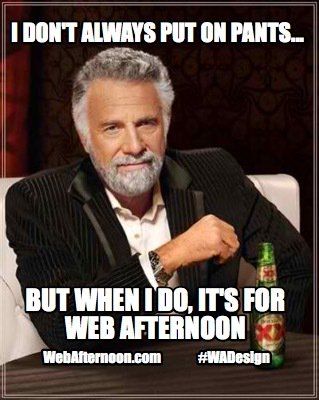 I DON'T ALWAYS PUT ON PANTS...
BUT WHEN I DO, IT'S FOR
WEB AFTERNOON
WebAfternoon.com #WADesign